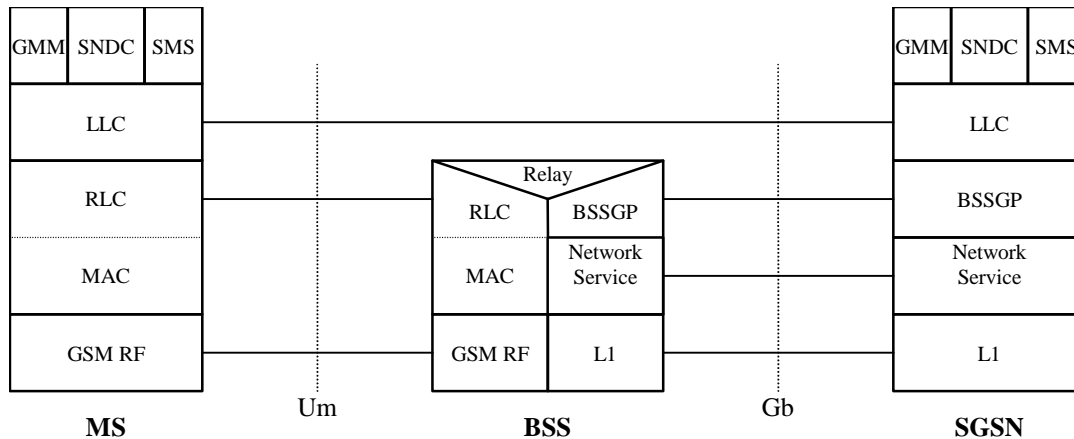 GMM SNDC SMS
GMM SNDC SMS
LLC
LLC
Relay
RLC
RLC BSSGP
BSSGP
MAC
MAC
Network
Service
Network
Service
GSM RF
GSM RF L1
L1
Um
Gb
MS
BSS
SGSN